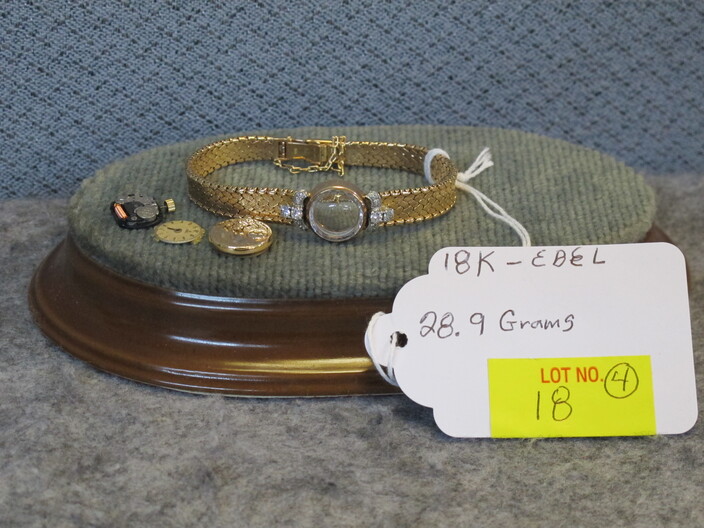 18K - EBEL
28.9 Grams
LOT NO. 4
18